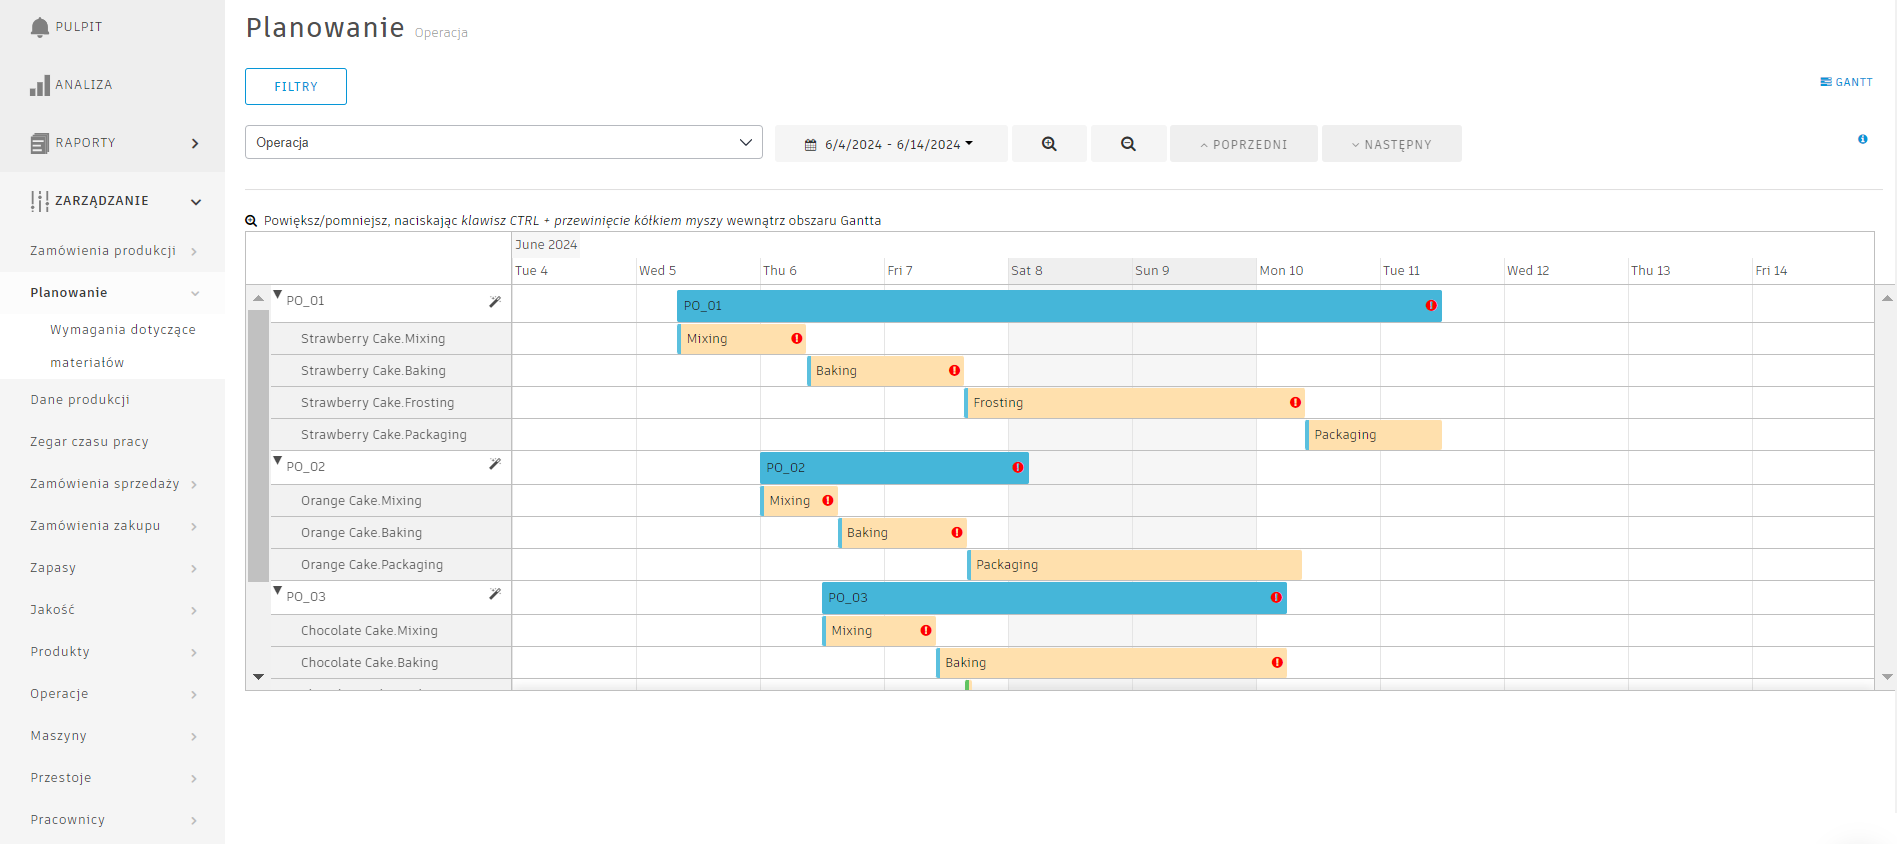 PULPIT
ANALIZA
RAPORTY
ZARZĄDZANIE
Zamówienia produkcji
Planowanie
Wymagania dotyczące
materiałów
Dane produkcji
Zegar czasu pracy
Zamówienia sprzedaży
Zamówienia zakupu
Zapasy
Jakość
Produkty
Operacje
Maszyny
Przestoje
Pracownicy
Planowanie Operacja
FILTRY
GANTT
Operacja
6/4/2024 - 6/14/2024
POPRZEDNI
NASTĘPNY
Powiększ/pomniejsz, naciskając klawisz CTRL + przewinięcie kółkiem myszy wewnątrz obszaru Gantta
June 2024
Tue 4 Wed 5 Thu 6 Fri 7 Sat 8 Sun 9 Mon 10 Tue 11 Wed 12 Thu 13 Fri 14
PO_01 PO_01
Strawberry Cake.Mixing Mixing
Strawberry Cake.Baking Baking
Strawberry Cake.Frosting Frosting
Strawberry Cake.Packaging Packaging
PO_02 PO_02
Orange Cake.Mixing Mixing
Orange Cake.Baking Baking
Orange Cake.Packaging Packaging
PO_03 PO_03
Chocolate Cake.Mixing Mixing
Chocolate Cake.Baking Baking